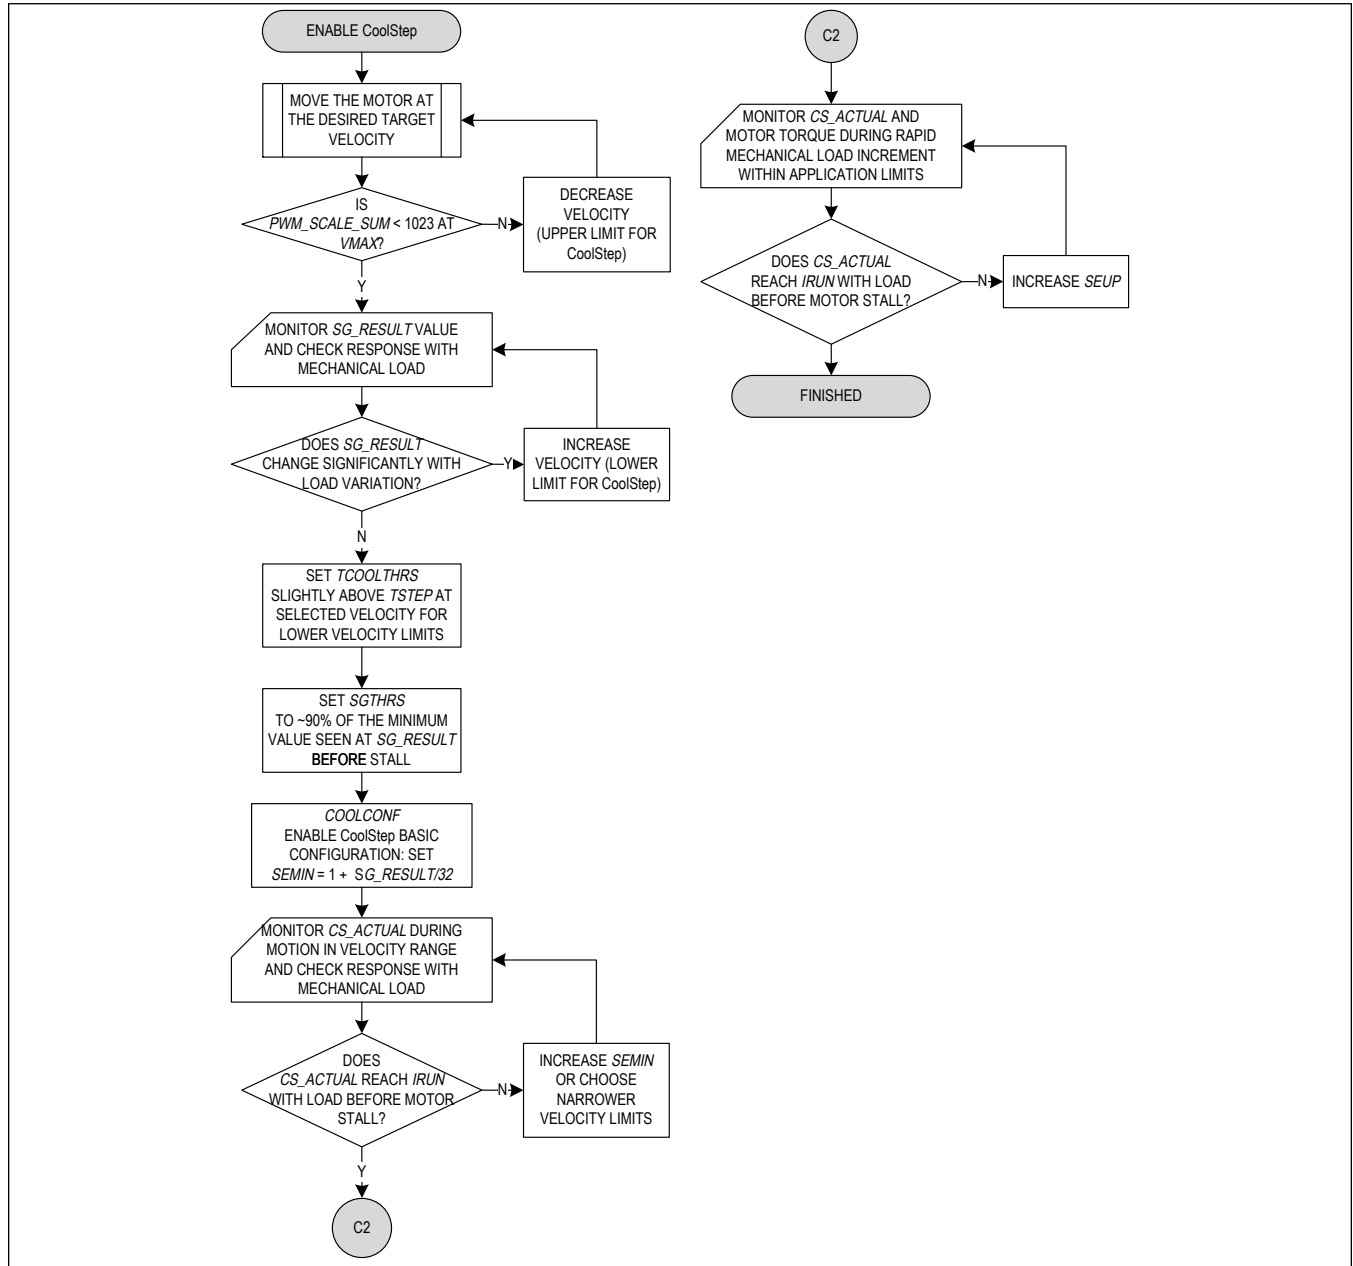 ENABLE CoolStep
MOVE THE MOTOR AT
THE DESIRED TARGET
VELOCITY
IS
PWM_SCALE_SUM < 1023 AT
VMAX?
N
DECREASE
VELOCITY
(UPPER LIMIT FOR
CoolStep)
Y
MONITOR SG_RESULT VALUE
AND CHECK RESPONSE WITH
MECHANICAL LOAD
DOES SG_RESULT
CHANGE SIGNIFICANTLY WITH
LOAD VARIATION?
Y
INCREASE
VELOCITY (LOWER
LIMIT FOR CoolStep)
N
SET TCOOLTHRS
SLIGHTLY ABOVE TSTEP AT
SELECTED VELOCITY FOR
LOWER VELOCITY LIMITS
SET SGTHRS
TO ~90% OF THE MINIMUM
VALUE SEEN AT SG_RESULT
BEFORE STALL
COOLCONF
ENABLE CoolStep BASIC
CONFIGURATION: SET
SEMIN = 1 + SG_RESULT/32
MONITOR CS_ACTUAL DURING
MOTION IN VELOCITY RANGE
AND CHECK RESPONSE WITH
MECHANICAL LOAD
DOES
CS_ACTUAL REACH IRUN
WITH LOAD BEFORE MOTOR
STALL?
N
INCREASE SEMIN
OR CHOOSE
NARROWER
VELOCITY LIMITS
Y
C2
C2
MONITOR CS_ACTUAL AND
MOTOR TORQUE DURING RAPID
MECHANICAL LOAD INCREMENT
WITHIN APPLICATION LIMITS
DOES CS_ACTUAL
REACH IRUN WITH LOAD
BEFORE MOTOR STALL?
N
INCREASE SEUP
FINISHED